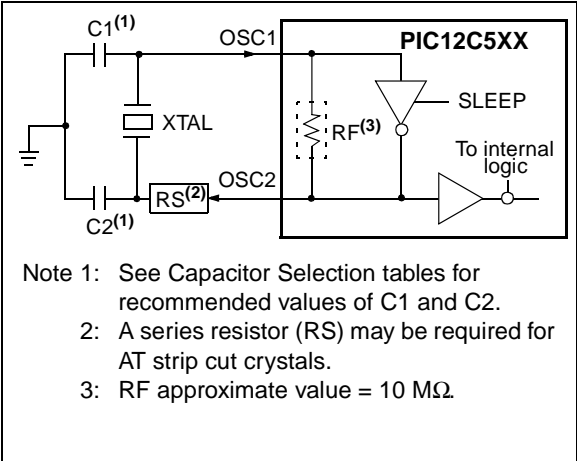 C1(1)
OSC1
PIC12C5XX
SLEEP
XTAL
RF(3)
To internal
logic
OSC2
RS(2)
C2(1)
Note 1: See Capacitor Selection tables for
recommended values of C1 and C2.
2: A series resistor (RS) may be required for
AT strip cut crystals.
3: RF approximate value = 10 MΩ.